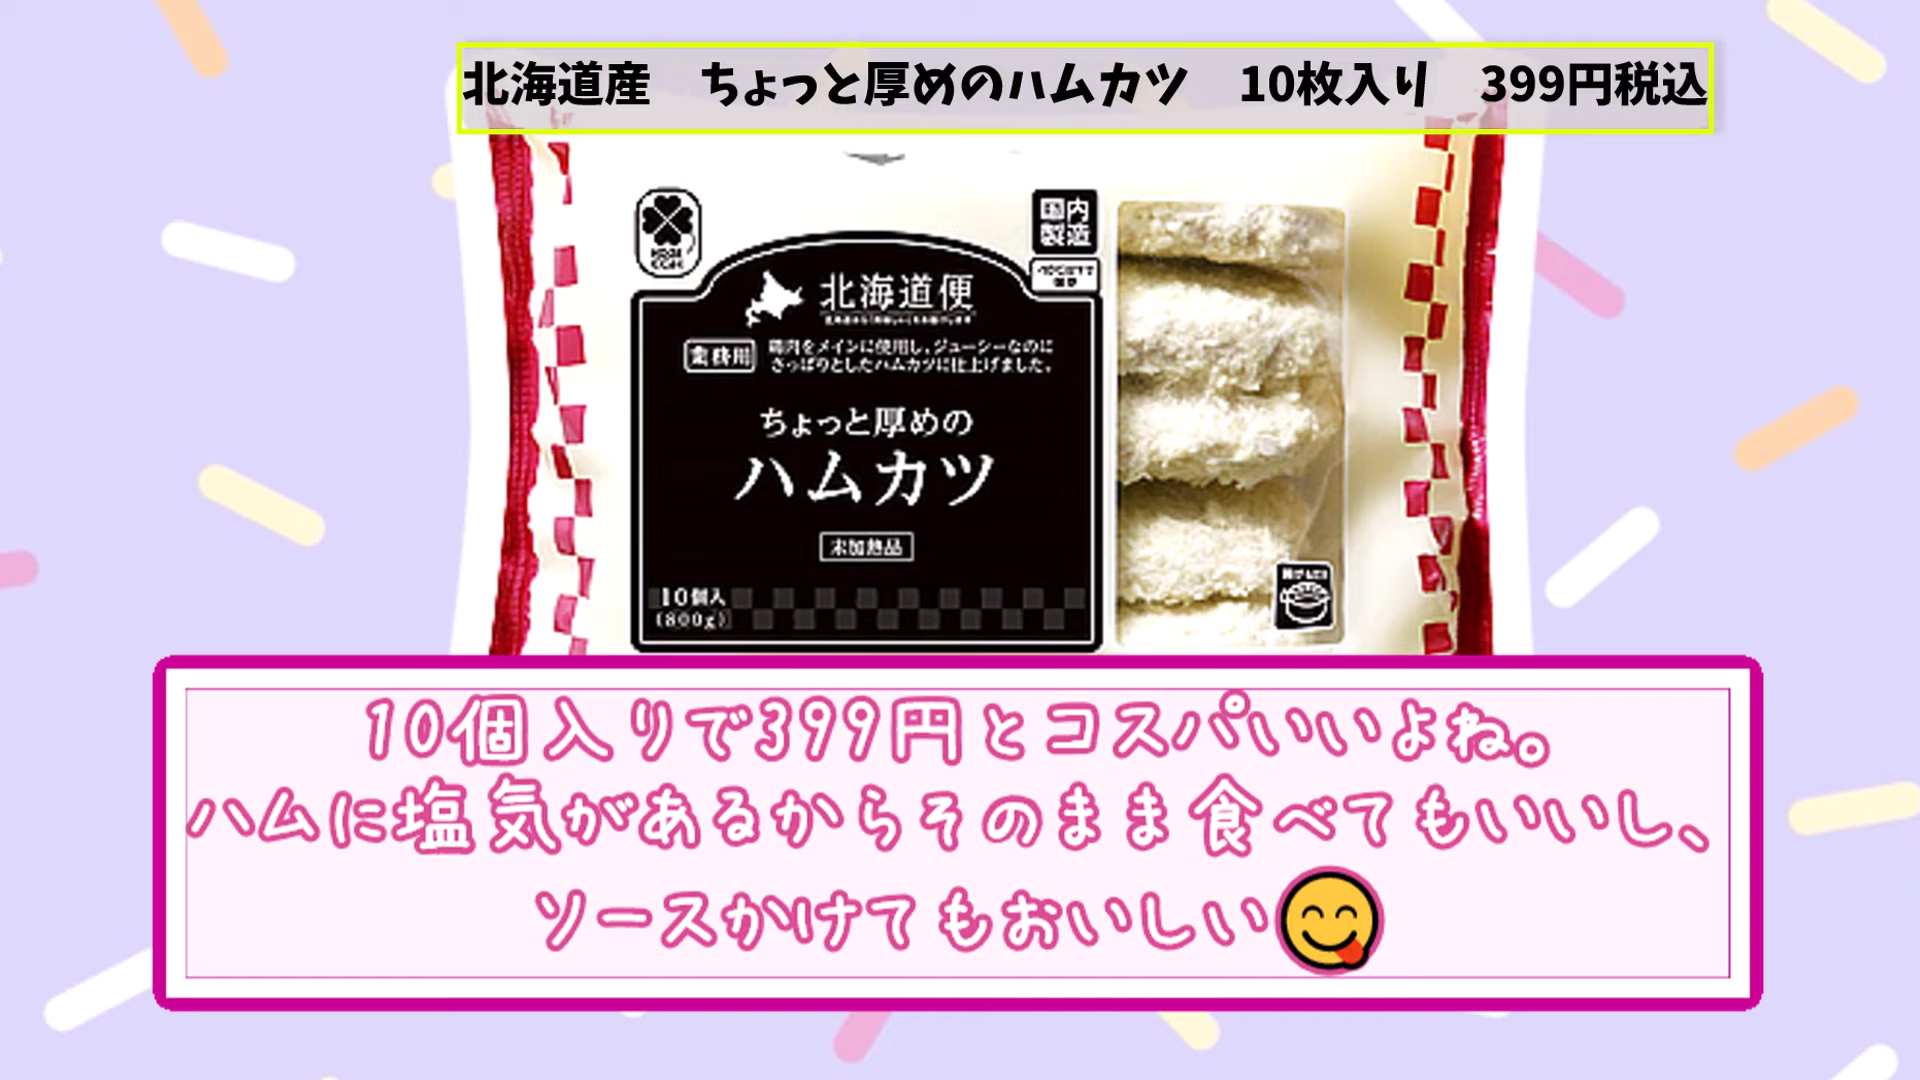 北海道産　ちょっと厚めのハムカツ　10枚入り　399円税込
国内
製造
北海道便
業務用
鶏肉をメインに使用し、ジューシーなのに
さっぱりとしたハムカツに仕上げました。
ちょっと厚めの
ハムカツ
未加熱品
10個入
(800g)
10個入りで399円とコスパいいよね。
ハムに塩気があるからそのまま食べてもいいし、
ソースかけてもおいしい😋